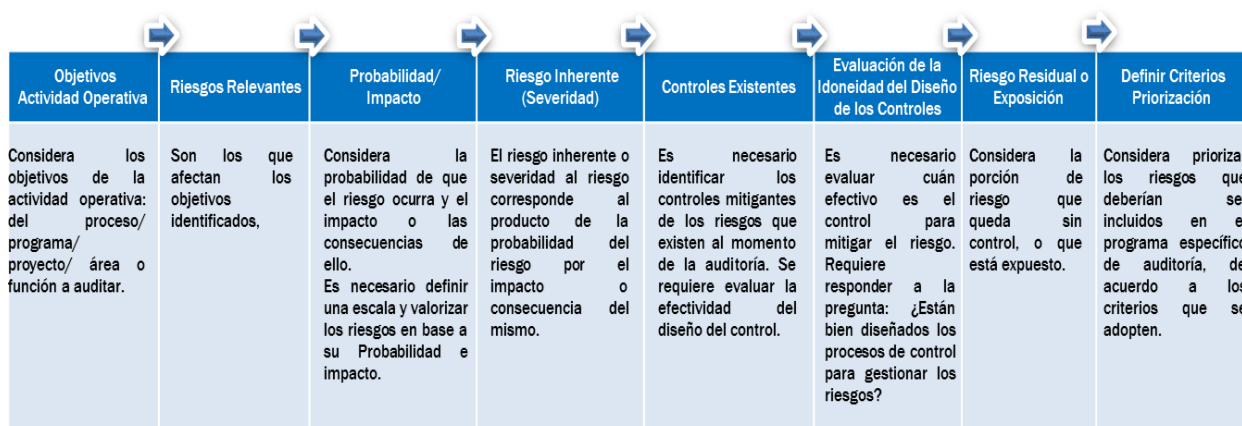 Objetivos
Actividad Operativa
Riesgos Relevantes
Probabilidad/
Impacto
Riesgo Inherente
(Severidad)
Controles Existentes
Evaluación de la
Idoneidad del Diseño
de los Controles
Riesgo Residual o
Exposición
Definir Criterios
Priorización
Considera los
objetivos de la
actividad operativa:
del proceso/
programa/
proyecto/ área o
función a auditar.
Son los que
afectan los
objetivos
identificados,
Considera la
probabilidad de que
el riesgo ocurra y el
impacto o las
consecuencias de
ello.
Es necesario definir
una escala y valorizar
los riesgos en base a
su Probabilidad e
impacto.
El riesgo inherente o
severidad al riesgo
corresponde al
producto de la
probabilidad del
riesgo por el
impacto o
consecuencia del
mismo.
Es necesario
identificar los
controles mitigantes
de los riesgos que
existen al momento
de la auditoría. Se
requiere evaluar la
efectividad del
diseño del control.
Es necesario
evaluar cuán
efectivo es el
control para
mitigar el riesgo.
Requiere
responder a la
pregunta: ¿Están
bien diseñados los
procesos de control
para gestionar los
riesgos?
Considera la
porción de
riesgo que
queda sin
control, o que
está expuesto.
Considera prioriza
los riesgos que
deberían se
incluidos en e
programa específico
de auditoría, de
acuerdo a los
criterios que se
adopten.